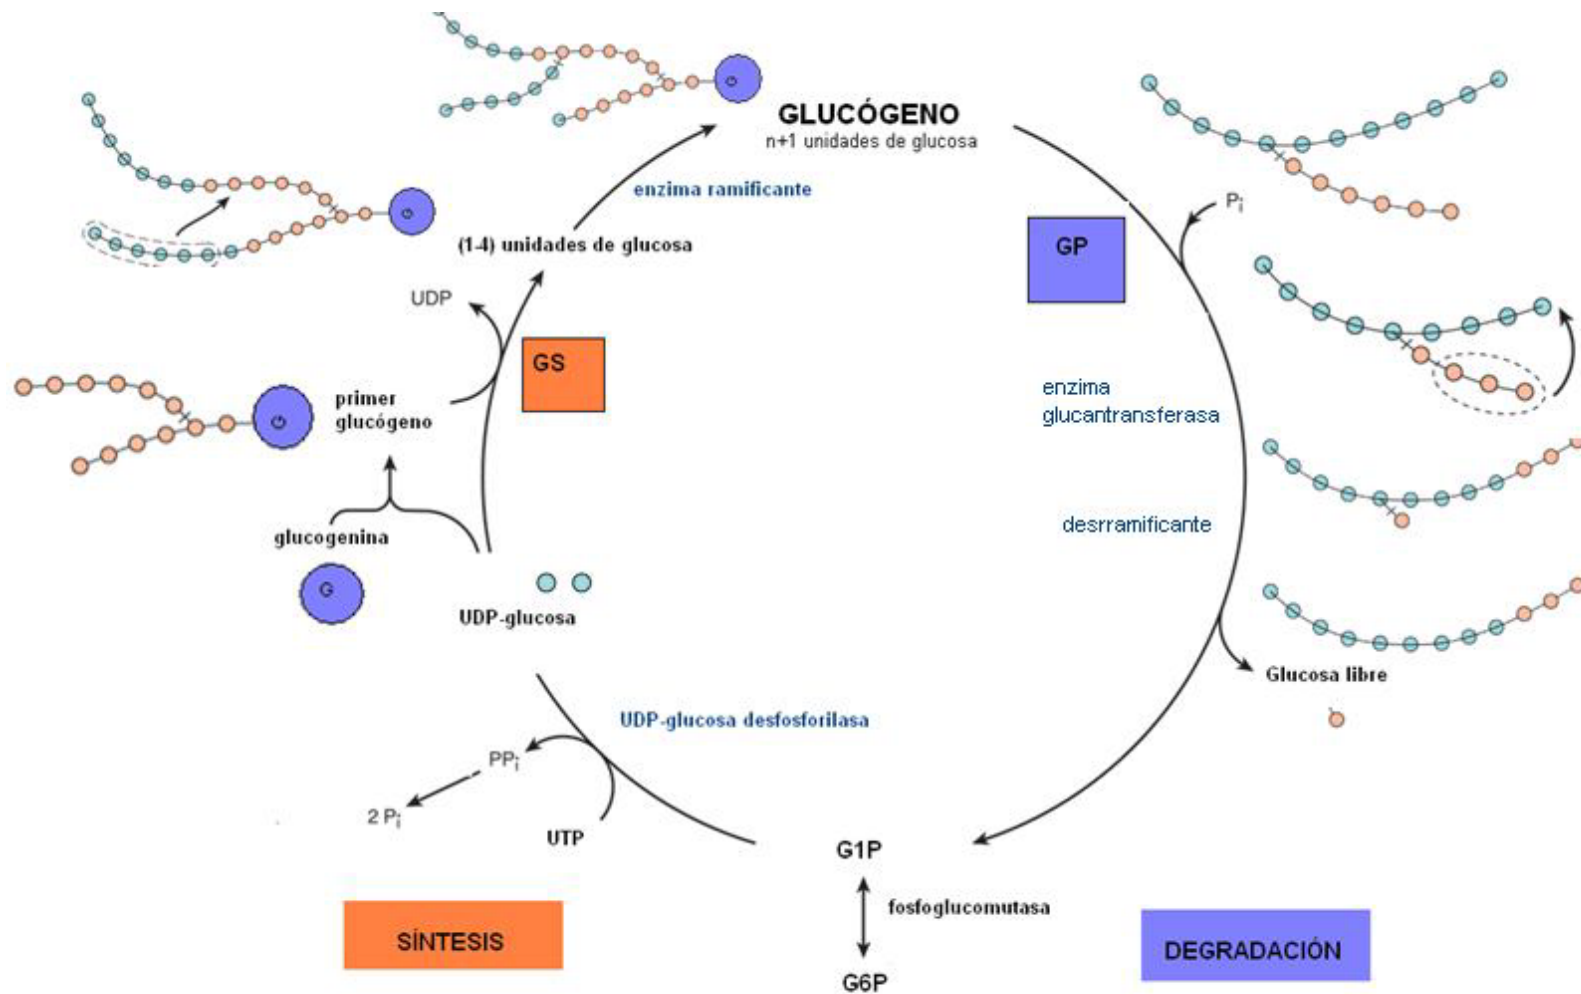 G
GLUCÓGENO
n+1 unidades de glucosa
enzima ramificante
G
(1-4) unidades de glucosa
UDP
GS
primer
glucógeno
G
glucogenina
G
UDP-glucosa
UDP-glucosa desfosforilasa
PPi
2 Pi
UTP
Pi
GP
enzima
glucantransferasa
desrramificante
Glucosa libre
G1P
fosfoglucomutasa
G6P
SÍNTESIS
DEGRADACIÓN